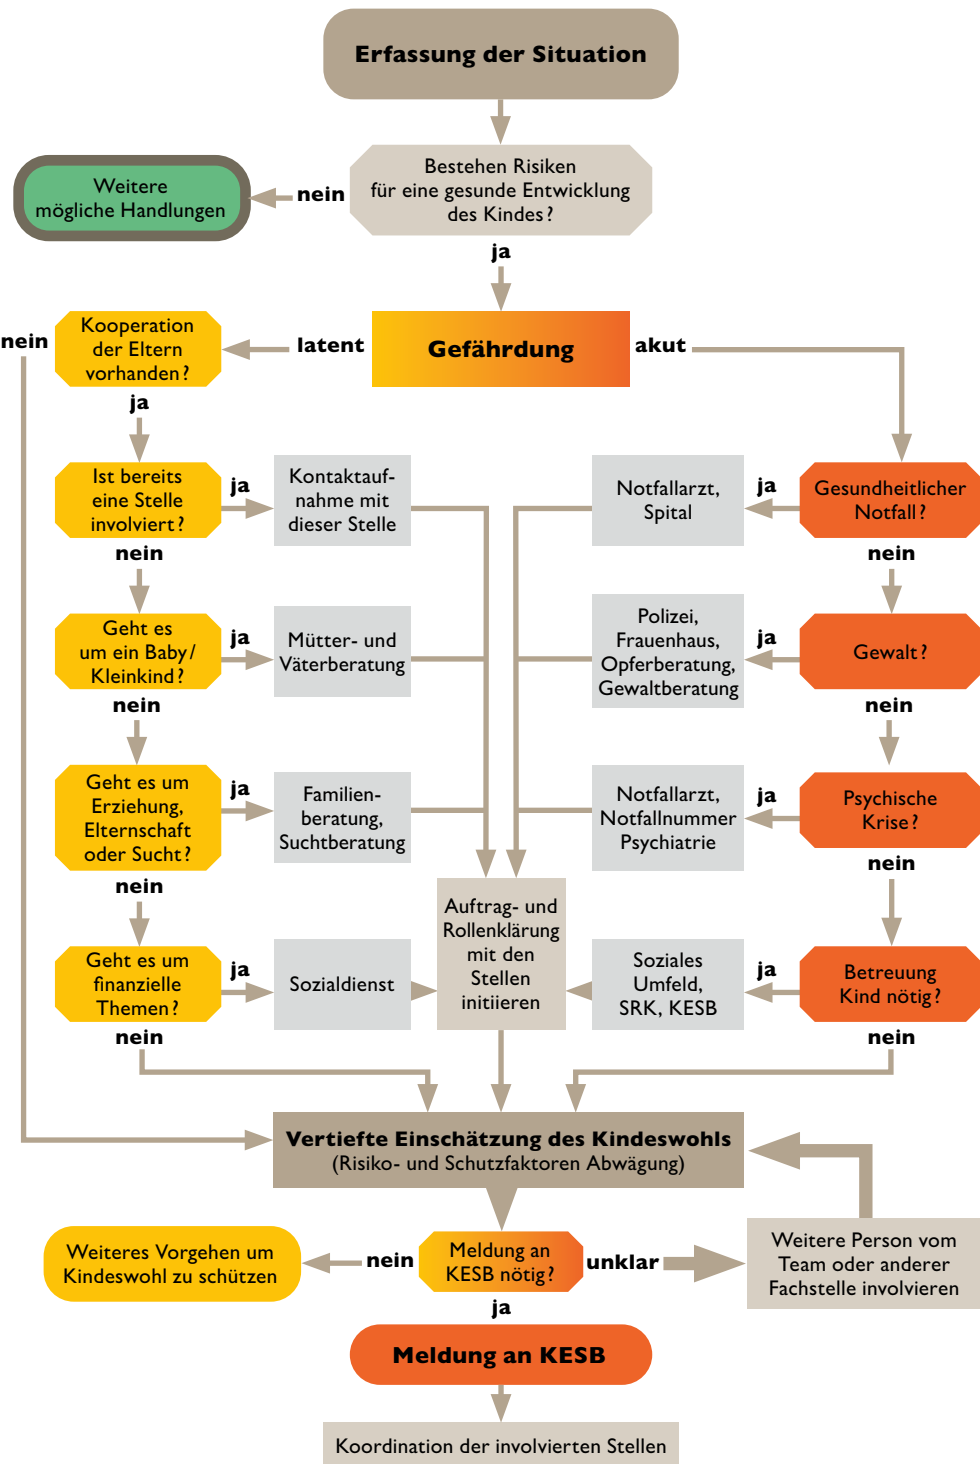 Erfassung der Situation
Bestehen Risiken
für eine gesunde Entwicklung
des Kindes?
nein
Weitere
mögliche Handlungen
ja
Gefährdung
latent
akut
nein
Kooperation
der Eltern
vorhanden?
ja
Ist bereits
eine Stelle
involviert?
ja
Kontaktauf-
nahme mit
dieser Stelle
Notfallarzt,
Spital
ja
Gesundheitlicher
Notfall?
nein
nein
Geht es
um ein Baby/
Kleinkind?
ja
Mütter- und
Väterberatung
Polizei,
Frauenhaus,
Opferberatung,
Gewaltberatung
ja
Gewalt?
nein
nein
Geht es um
Erziehung,
Elternschaft
oder Sucht?
ja
Familien-
beratung,
Suchtberatung
Notfallarzt,
Notfallnummer
Psychiatrie
ja
Psychische
Krise?
nein
nein
Auftrag- und
Rollenklärung
mit den
Stellen
initiieren
Geht es um
finanzielle
Themen?
ja
Sozialdienst
Soziales
Umfeld,
SRK, KESB
ja
Betreuung
Kind nötig?
nein
nein
Vertiefte Einschätzung des Kindeswohls
(Risiko- und Schutzfaktoren Abwägung)
Weiteres Vorgehen um
Kindeswohl zu schützen
nein
Meldung an
KESB nötig?
unklar
Weitere Person vom
Team oder anderer
Fachstelle involvieren
ja
Meldung an KESB
Koordination der involvierten Stellen